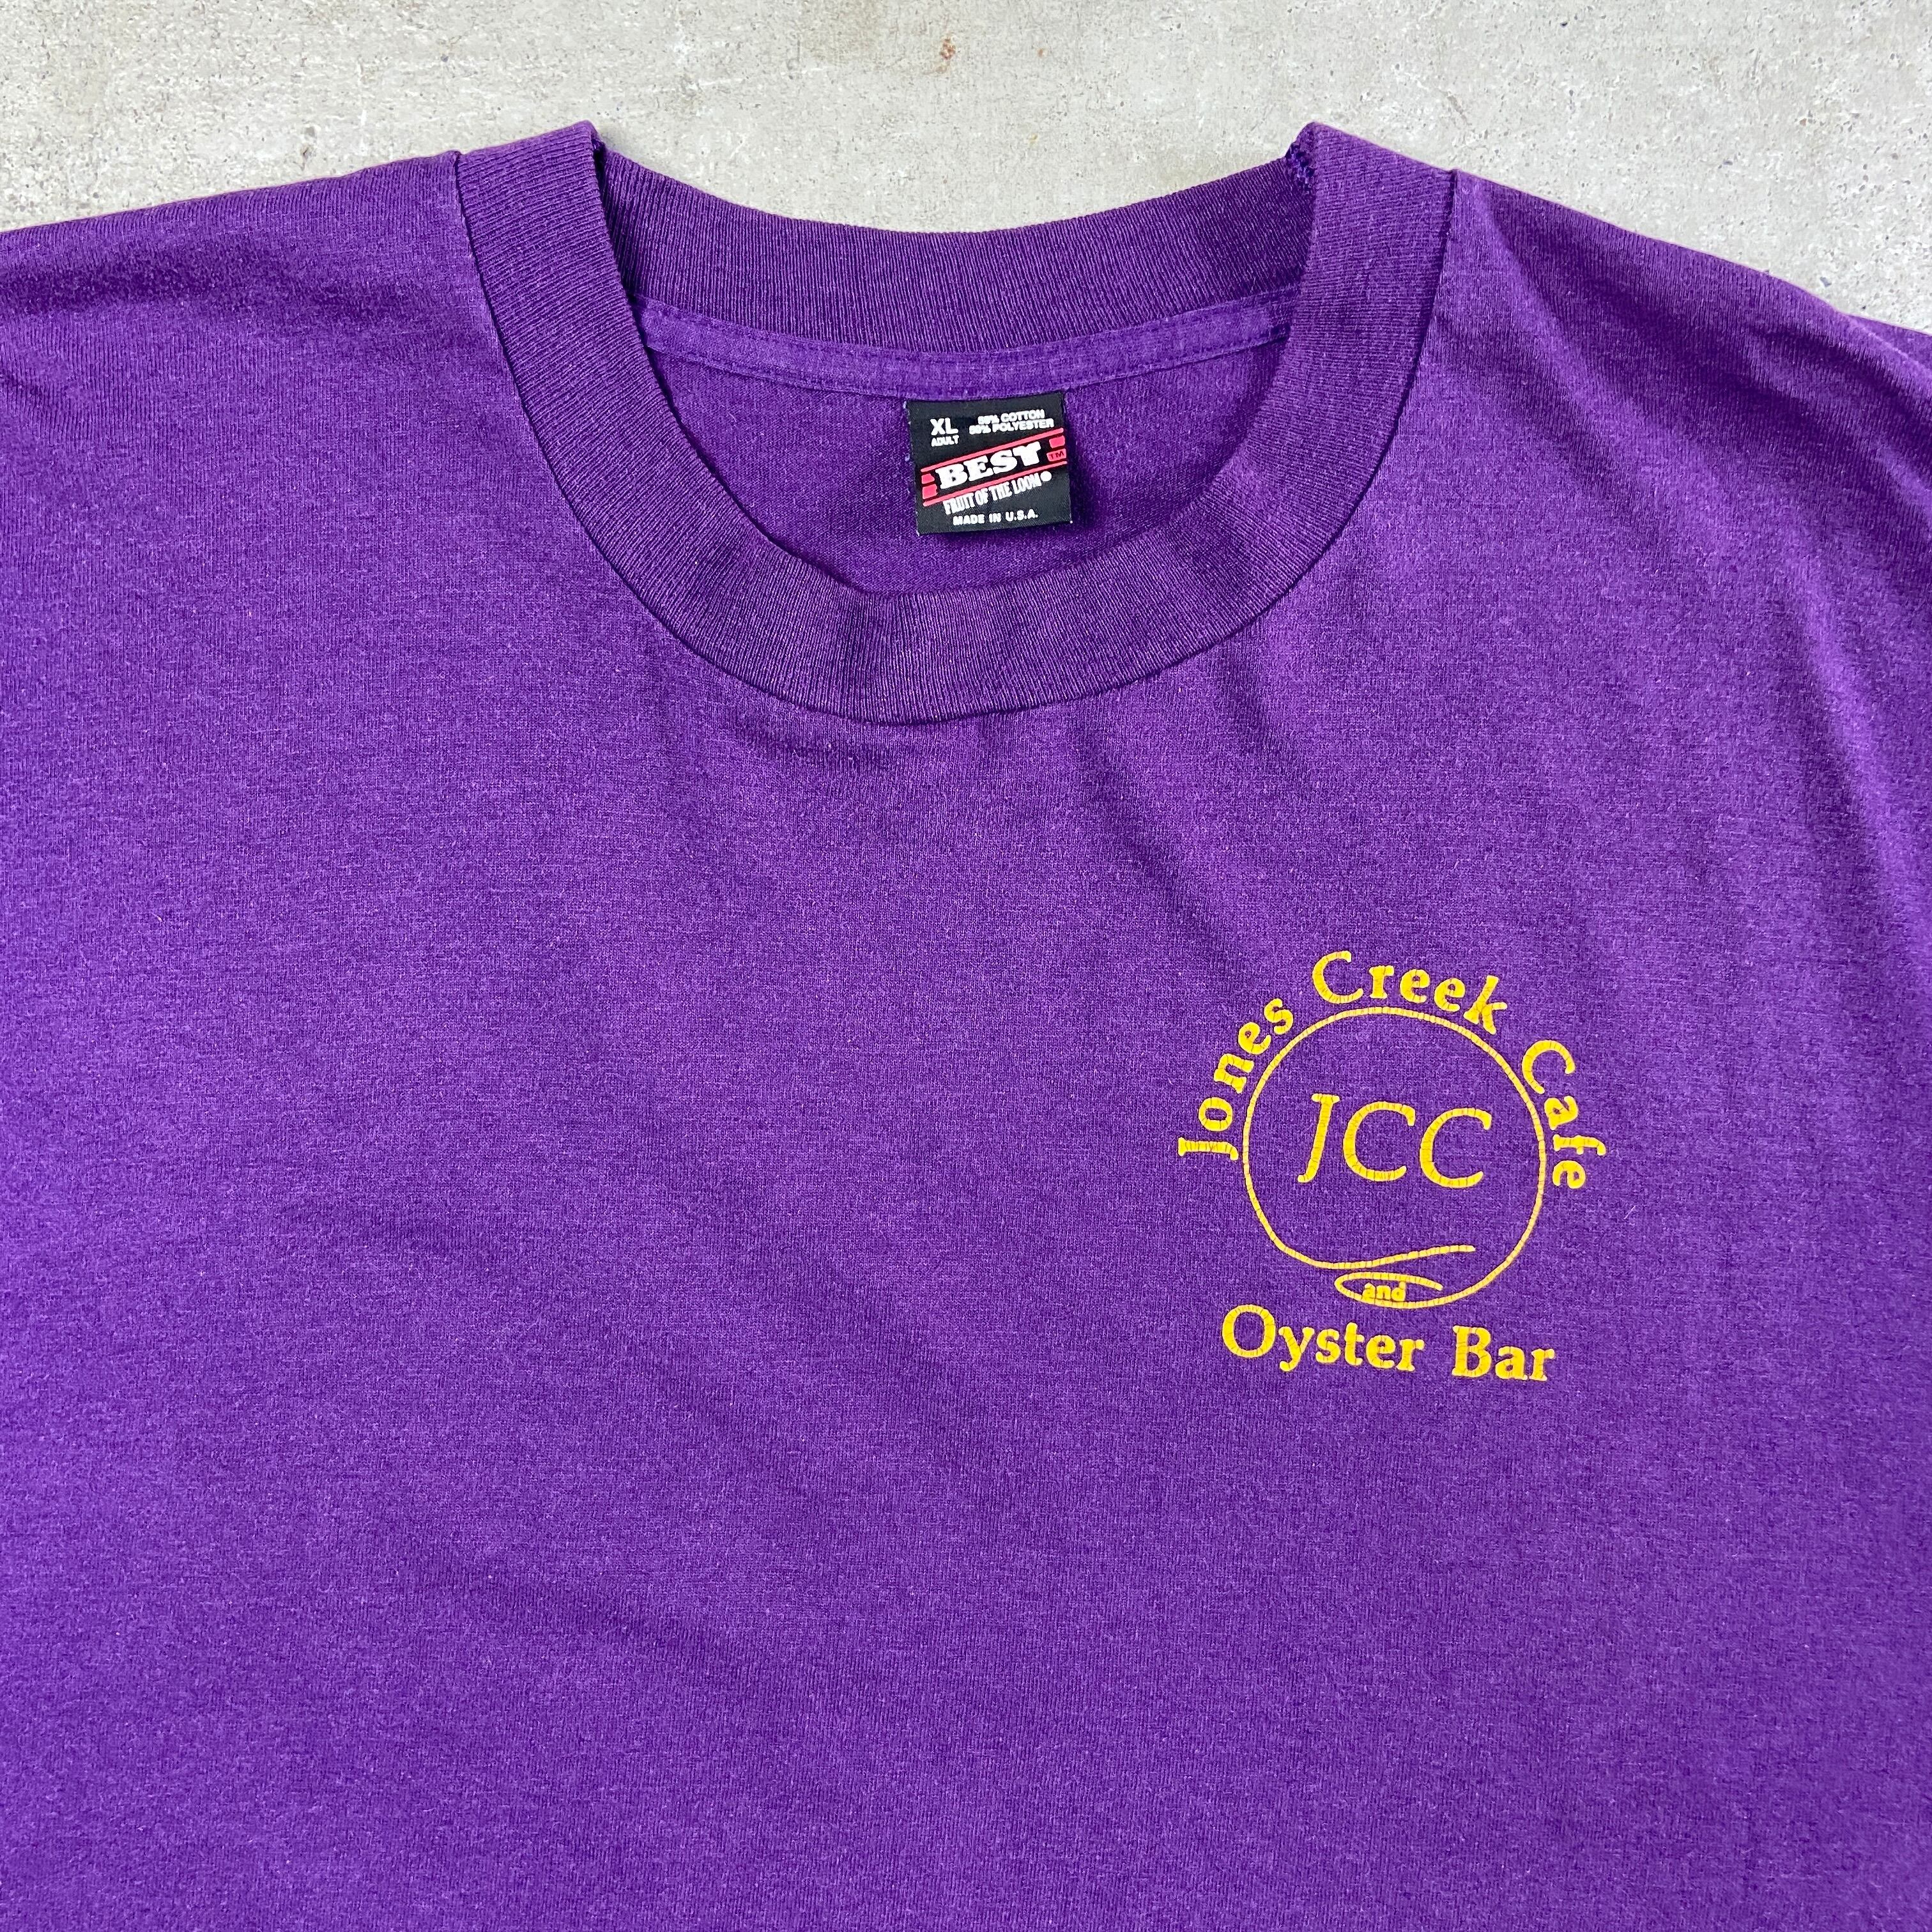 XL
ADULT
50% COTTON
50% POLYESTER
BEST TM
FRUIT OF THE LOOM®
MADE IN U.S.A.
Jones Creek Cafe
JCC
and
Oyster Bar